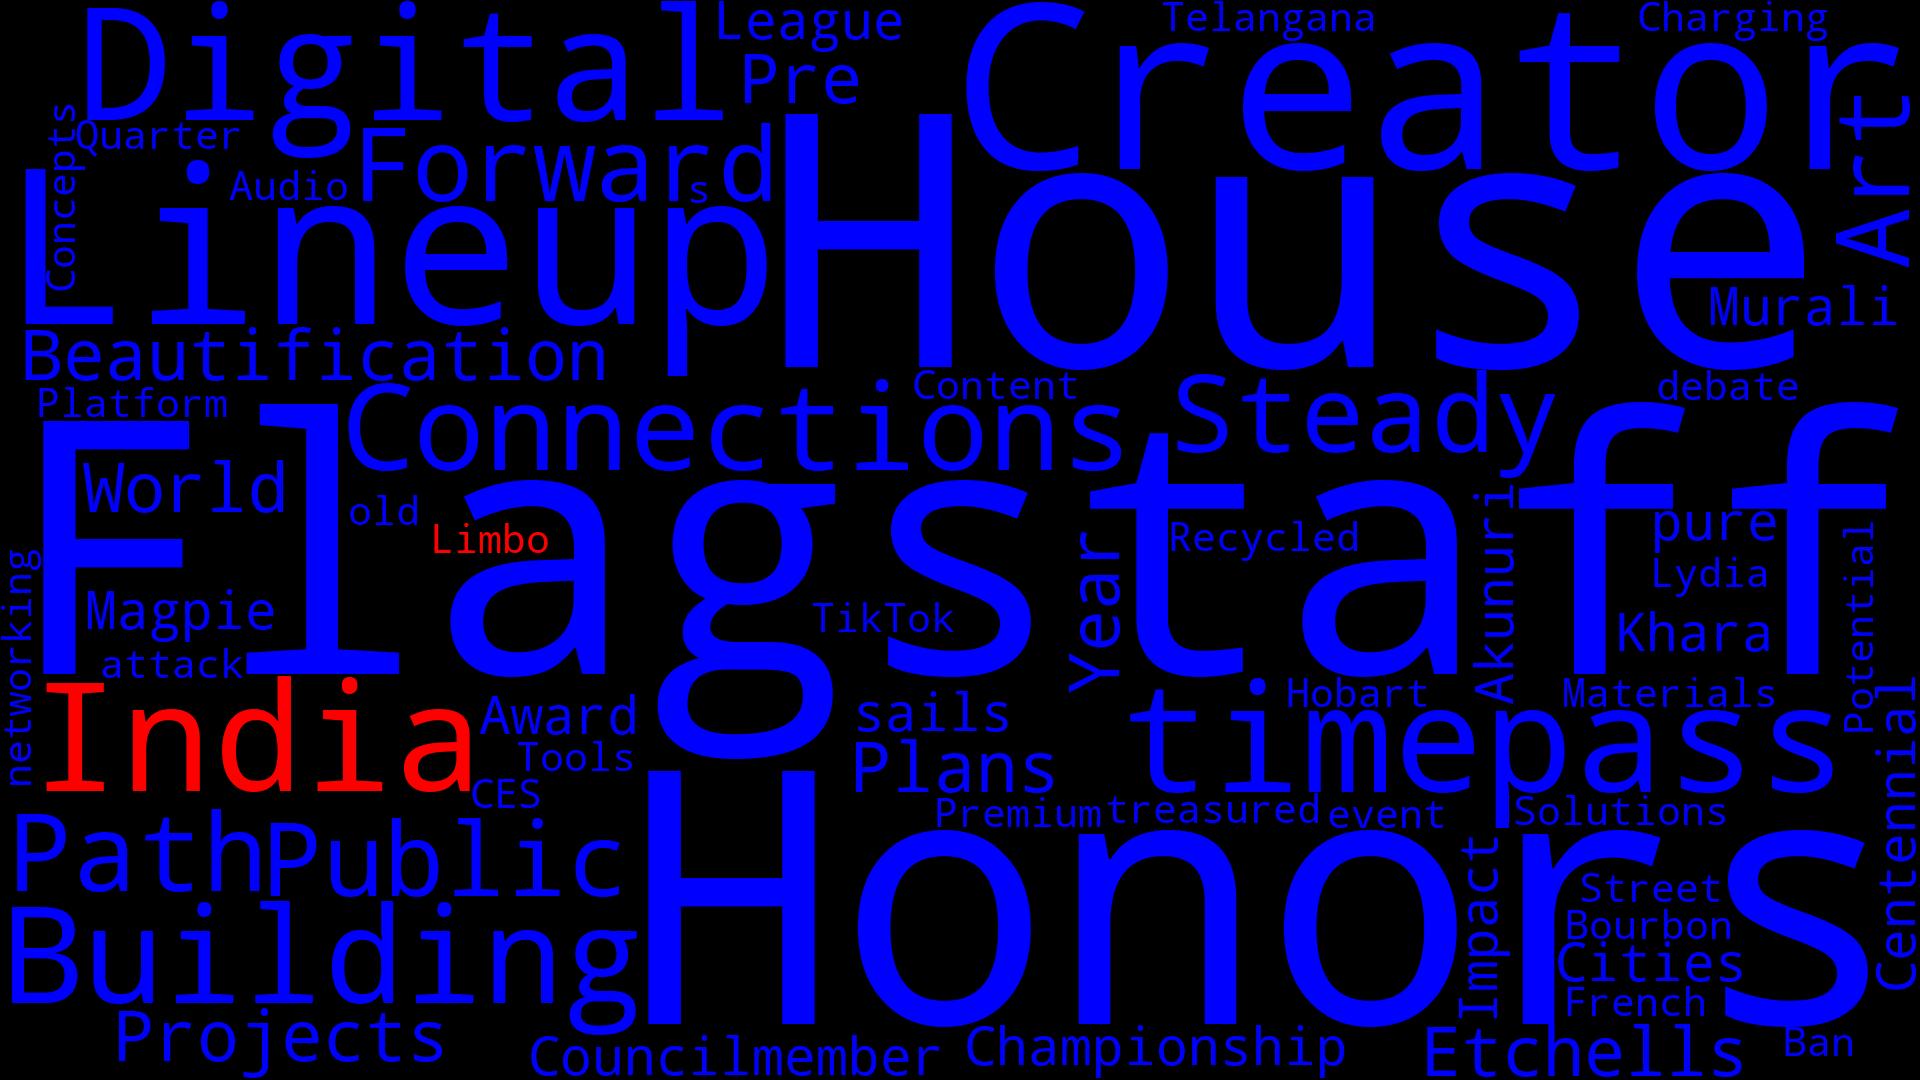 Digital
League
Pre
Creator
Telangana
Charging
Concepts
Quarter
Audio
Forward
s
Art
Lineup
House
Murali
Beautification
Platform
Connections
Content
Steady
debate
Flagstaff
World
old
Limbo
Year
Recycled
Akunuri
pure
Lydia
Potential
networking
Magpie
TikTok
Khara
attack
India
Award
Tools
CES
sails
Plans
timepass
Hobart
Materials
Centennial
Premium
treasured
event
Solutions
Path
Public
Honors
Impact
Street
Bourbon
Cities
French
Building
Projects
Councilmember
Championship
Etchells
Ban